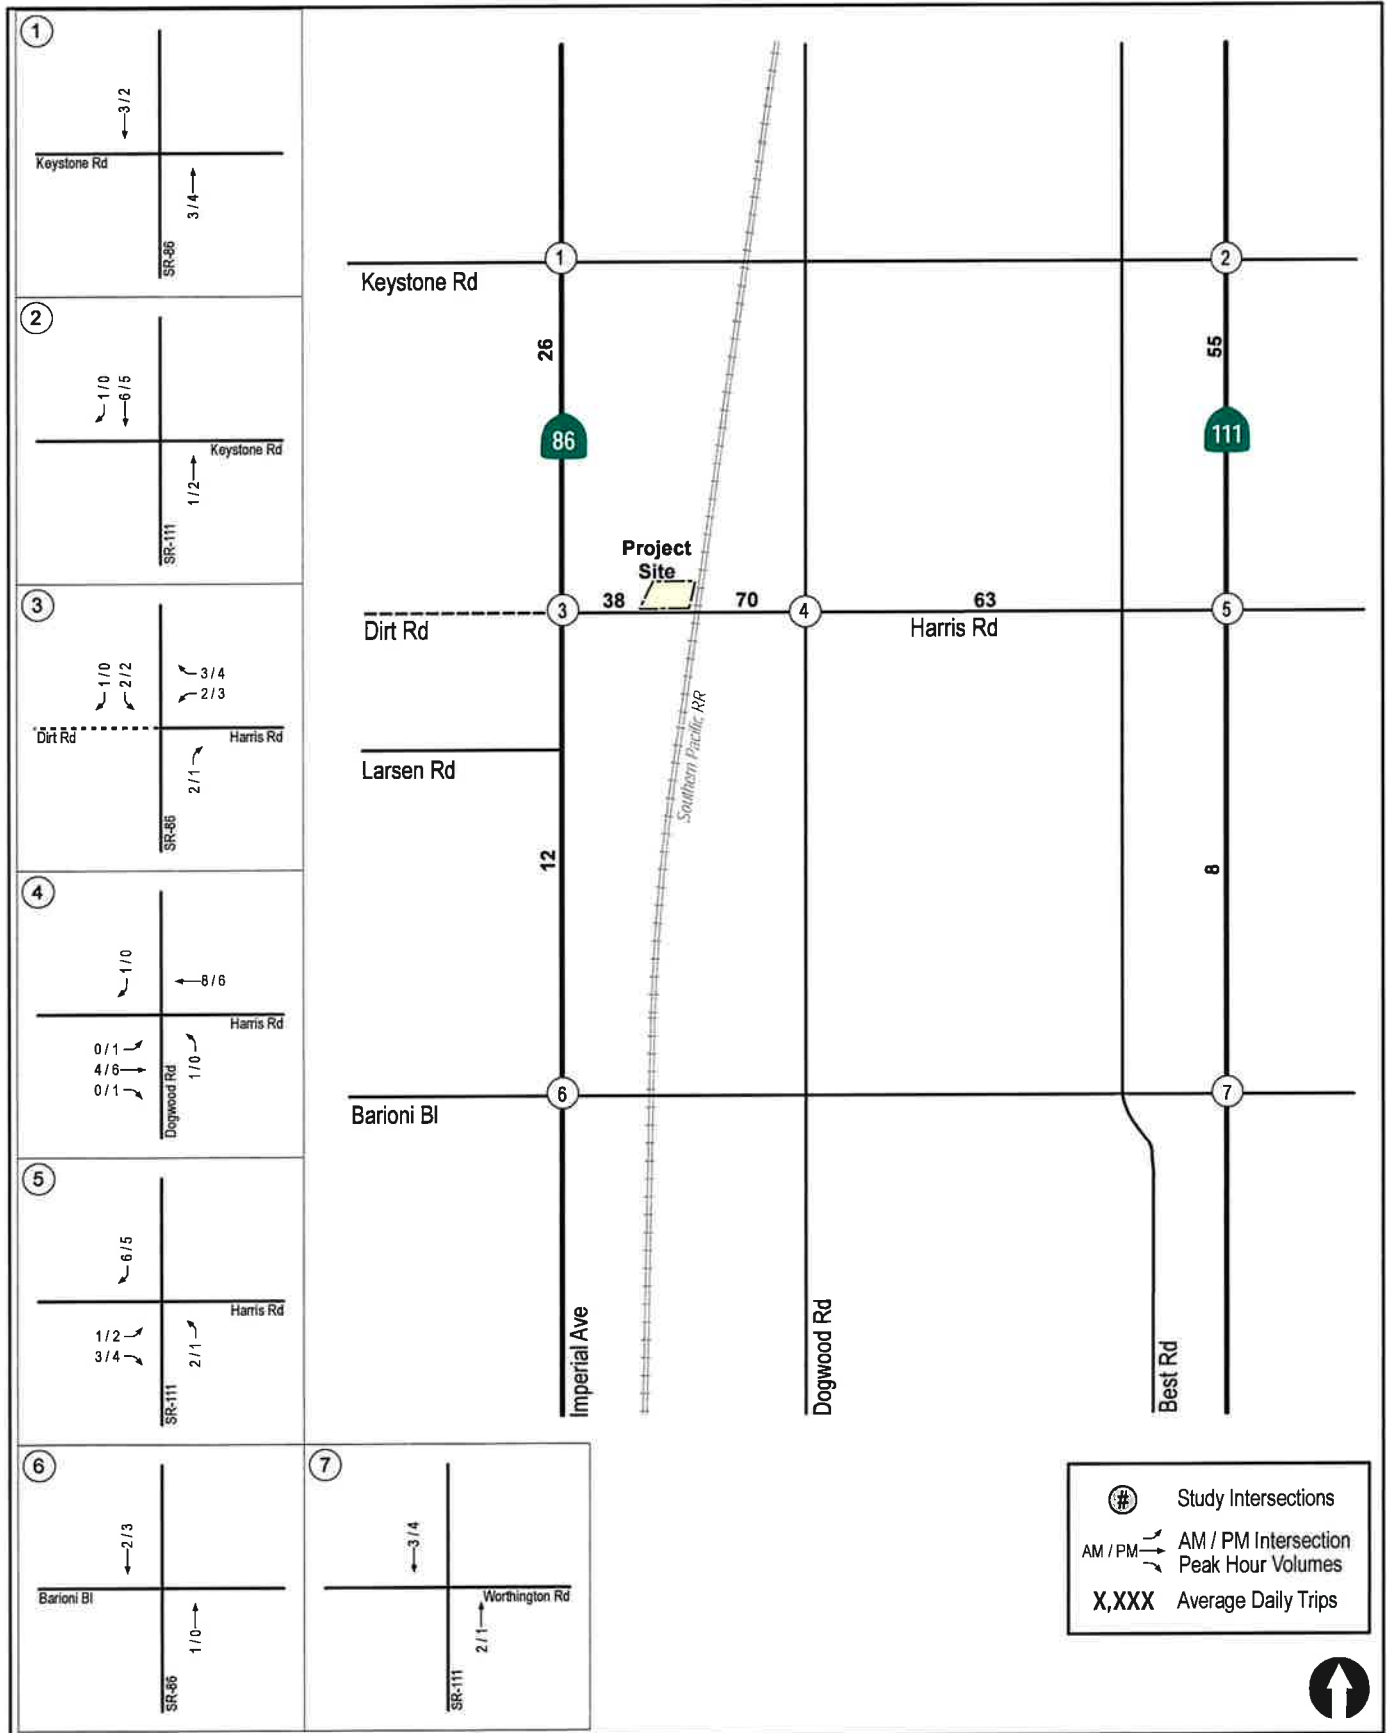 1
3 / 2
Keystone Rd
3 / 4
SR-86
2
1 / 0
6 / 5
Keystone Rd
1 / 2
SR-111
3
1 / 0
2 / 2
3 / 4
2 / 3
Dirt Rd
Harris Rd
2 / 1
SR-86
4
1 / 0
8 / 6
Harris Rd
0 / 1
4 / 6
0 / 1
Dogwood Rd
1 / 0
5
6 / 5
Harris Rd
1 / 2
3 / 4
2 / 1
SR-111
6
2 / 3
Barioni Bl
1 / 0
SR-86
7
3 / 4
Worthington Rd
2 / 1
SR-111
1
2
Keystone Rd
26
55
86
111
Project
Site
38
70
63
3
4
5
Dirt Rd
Harris Rd
Southern Pacific RR
Larsen Rd
12
8
6
7
Barioni Bl
Imperial Ave
Dogwood Rd
Best Rd
# Study Intersections
AM / PM AM / PM Intersection
Peak Hour Volumes
X,XXX Average Daily Trips